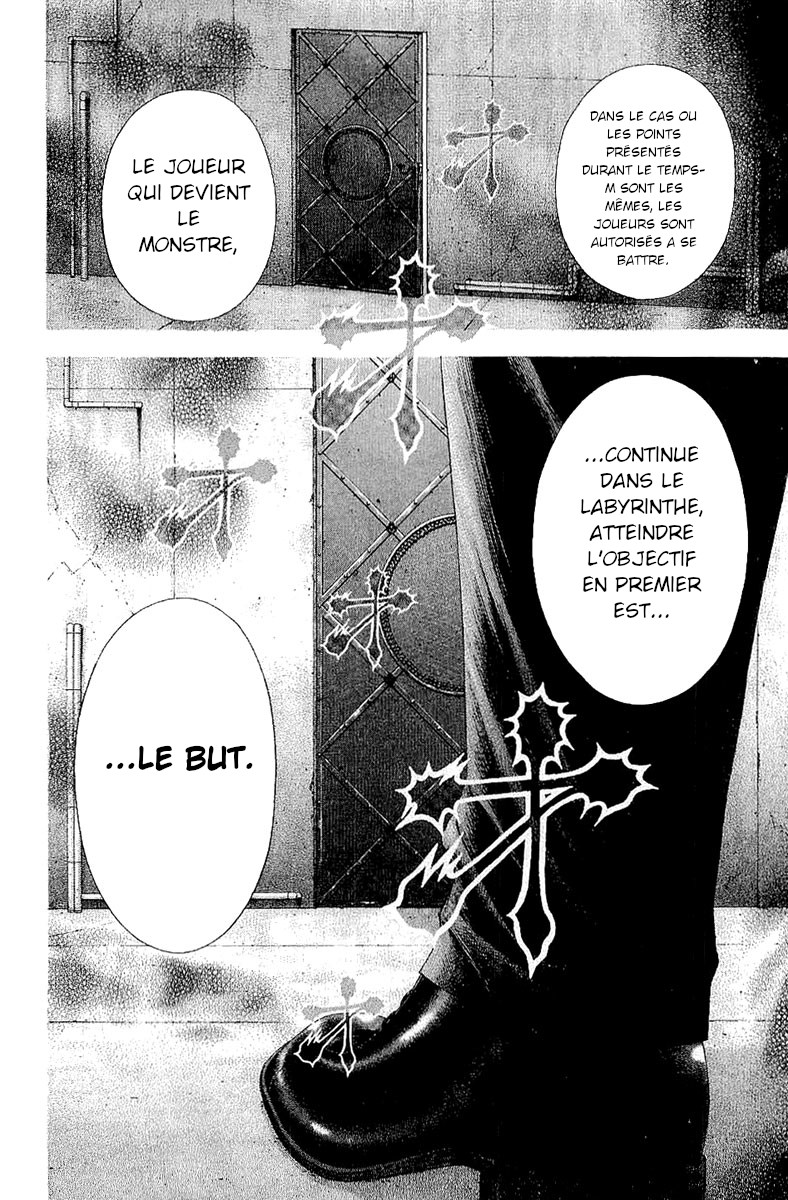 DANS LE CAS OU
LES POINTS
PRÉSENTÉS
DURANT LE TEMPS-
M SONT LES
MÊMES, LES
JOUEURS SONT
AUTORISÉS A SE
BATTRE.
LE JOUEUR
QUI DEVIENT
LE
MONSTRE,
...CONTINUE
DANS LE
LABYRINTHE,
ATTEINDRE
L'OBJECTIF
EN PREMIER
EST...
...LE BUT.